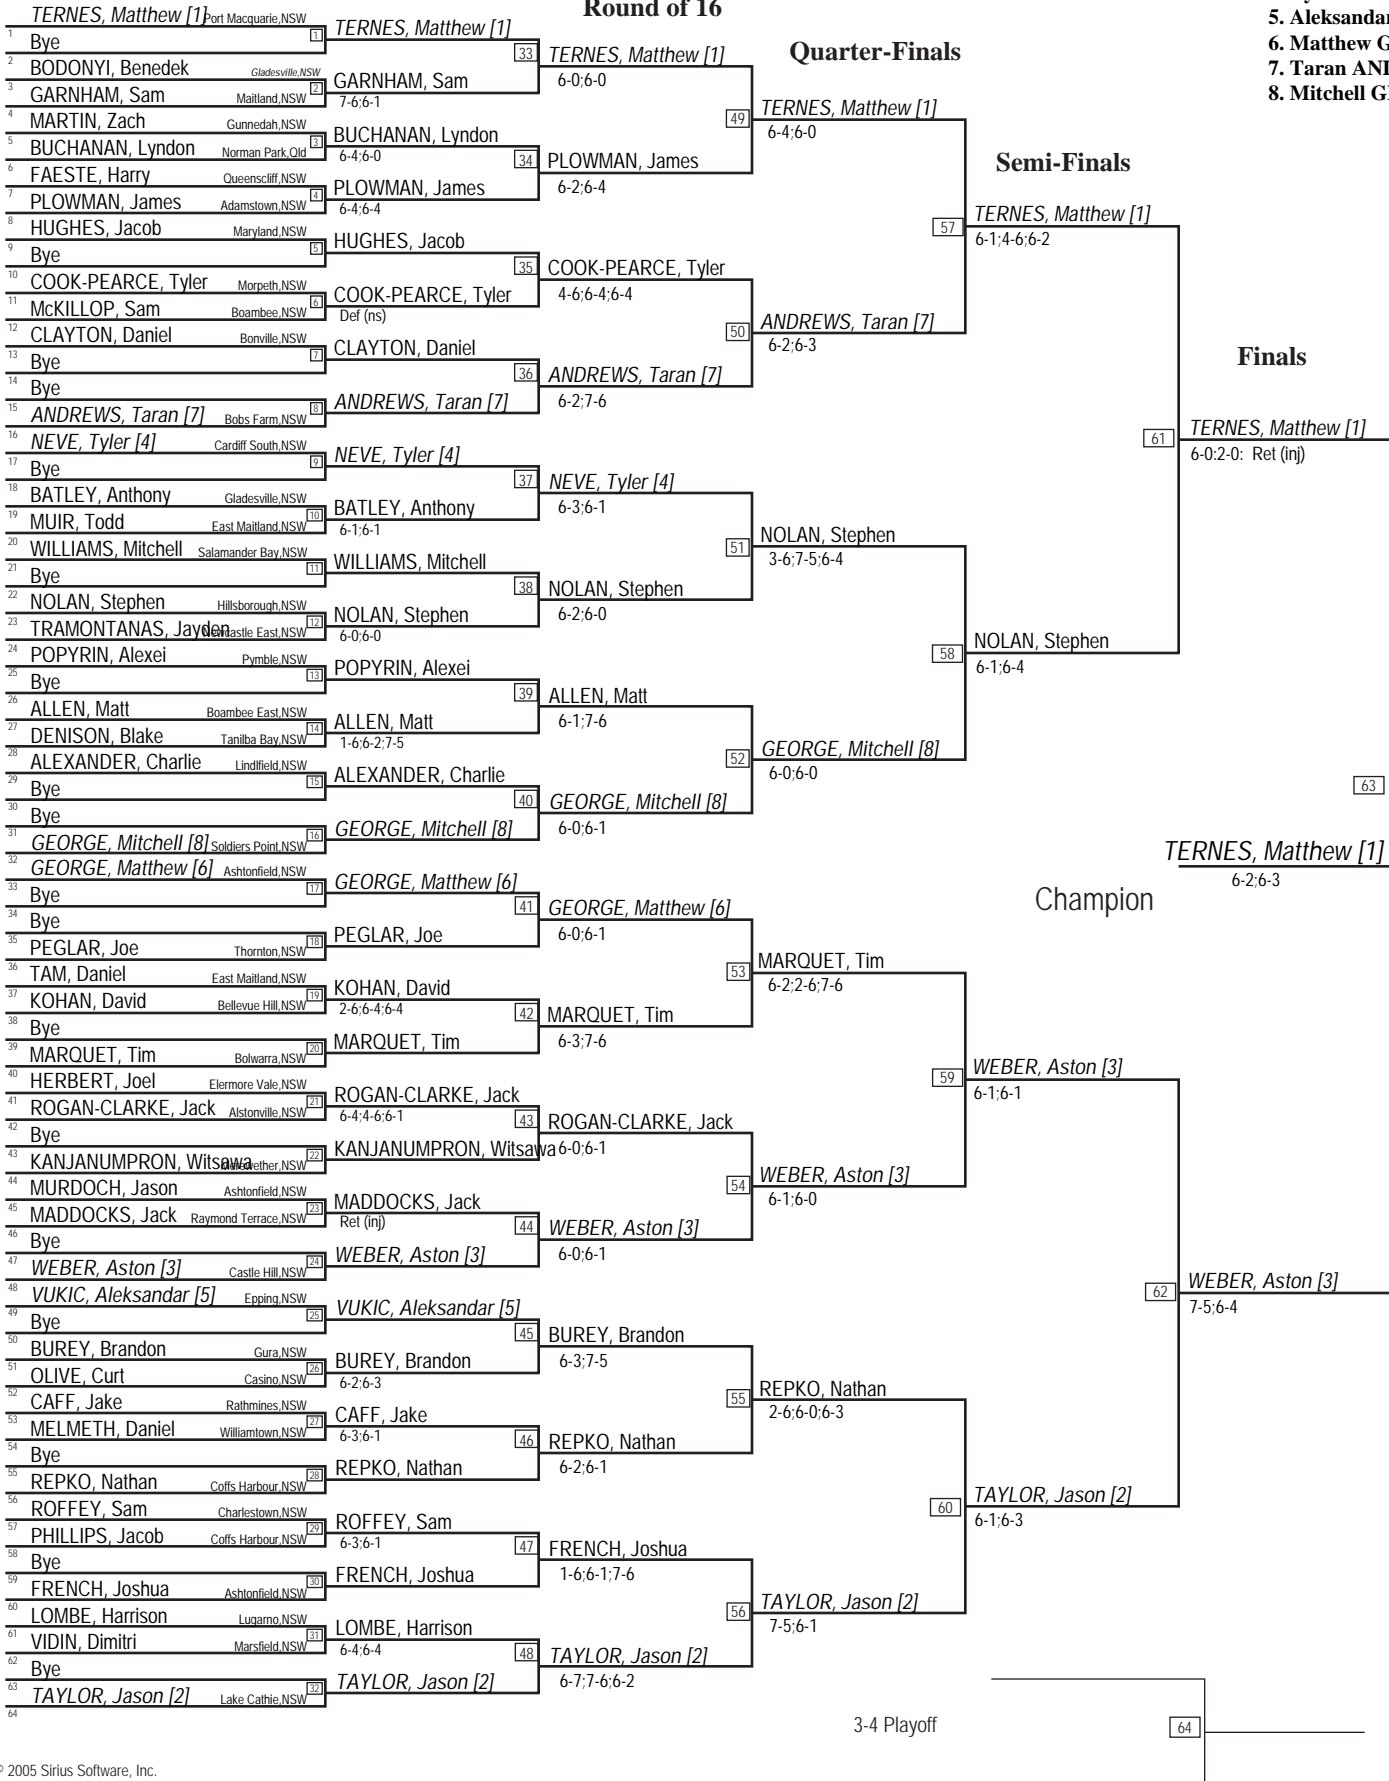 Round of 16
Quarter-Finals
Semi-Finals
Finals
5. Aleksandar
6. Matthew G
7. Taran AN
8. Mitchell G
TERNES, Matthew [1] Port Macquarie,NSW
1
Bye
1
2
BODONYI, Benedek Gladesville,NSW
3
GARNHAM, Sam Maitland,NSW
2
4
MARTIN, Zach Gunnedah,NSW
5
BUCHANAN, Lyndon Norman Park,Qld
3
6
FAESTE, Harry Queenscliff,NSW
7
PLOWMAN, James Adamstown,NSW
4
8
HUGHES, Jacob Maryland,NSW
9
Bye
5
10
COOK-PEARCE, Tyler Morpeth,NSW
11
McKILLOP, Sam Boambee,NSW
6
12
CLAYTON, Daniel Bonville,NSW
13
Bye
7
14
Bye
15
ANDREWS, Taran [7] Bobs Farm,NSW
8
16
NEVE, Tyler [4] Cardiff South,NSW
17
Bye
9
18
BATLEY, Anthony Gladesville,NSW
19
MUIR, Todd East Maitland,NSW
10
20
WILLIAMS, Mitchell Salamander Bay,NSW
21
Bye
11
22
NOLAN, Stephen Hillsborough,NSW
23
TRAMONTANAS, Jayden Newcastle East,NSW
12
24
POPYRIN, Alexei Pymble,NSW
25
Bye
13
26
ALLEN, Matt Boambee East,NSW
27
DENISON, Blake Tanilba Bay,NSW
14
28
ALEXANDER, Charlie Lindlfield,NSW
29
Bye
15
30
Bye
31
GEORGE, Mitchell [8] Soldiers Point,NSW
16
32
GEORGE, Matthew [6] Ashtonfield,NSW
33
Bye
17
34
Bye
35
PEGLAR, Joe Thornton,NSW
18
36
TAM, Daniel East Maitland,NSW
37
KOHAN, David Bellevue Hill,NSW
19
38
Bye
39
MARQUET, Tim Bolwarra,NSW
20
40
HERBERT, Joel Elermore Vale,NSW
41
ROGAN-CLARKE, Jack Alstonville,NSW
21
42
Bye
43
KANJANUMPRON, Witsawa Merewether,NSW
22
44
MURDOCH, Jason Ashtonfield,NSW
45
MADDOCKS, Jack Raymond Terrace,NSW
23
46
Bye
47
WEBER, Aston [3] Castle Hill,NSW
24
48
VUKIC, Aleksandar [5] Epping,NSW
49
Bye
25
50
BUREY, Brandon Gura,NSW
51
OLIVE, Curt Casino,NSW
26
52
CAFF, Jake Rathmines,NSW
53
MELMETH, Daniel Williamtown,NSW
27
54
Bye
55
REPKO, Nathan Coffs Harbour,NSW
28
56
ROFFEY, Sam Charlestown,NSW
57
PHILLIPS, Jacob Coffs Harbour,NSW
29
58
Bye
59
FRENCH, Joshua Ashtonfield,NSW
30
60
LOMBE, Harrison Lugarno,NSW
61
VIDIN, Dimitri Marsfield,NSW
31
62
Bye
63
TAYLOR, Jason [2] Lake Cathie,NSW
32
64
TERNES, Matthew [1]
33
GARNHAM, Sam
7-6;6-1
BUCHANAN, Lyndon
6-4;6-0
34
PLOWMAN, James
6-4;6-4
HUGHES, Jacob
35
COOK-PEARCE, Tyler
Def (ns)
CLAYTON, Daniel
36
ANDREWS, Taran [7]
NEVE, Tyler [4]
37
BATLEY, Anthony
6-1;6-1
WILLIAMS, Mitchell
38
NOLAN, Stephen
6-0;6-0
POPYRIN, Alexei
39
ALLEN, Matt
1-6;6-2;7-5
ALEXANDER, Charlie
40
GEORGE, Mitchell [8]
GEORGE, Matthew [6]
41
PEGLAR, Joe
KOHAN, David
2-6;6-4;6-4
42
MARQUET, Tim
ROGAN-CLARKE, Jack
6-4;4-6;6-1
43
KANJANUMPRON, Witsawa
MADDOCKS, Jack
Ret (inj)
44
WEBER, Aston [3]
VUKIC, Aleksandar [5]
45
BUREY, Brandon
6-2;6-3
CAFF, Jake
6-3;6-1
46
REPKO, Nathan
ROFFEY, Sam
6-3;6-1
47
FRENCH, Joshua
LOMBE, Harrison
6-4;6-4
48
TAYLOR, Jason [2]
TERNES, Matthew [1]
6-0;6-0
49
PLOWMAN, James
6-2;6-4
COOK-PEARCE, Tyler
4-6;6-4;6-4
50
ANDREWS, Taran [7]
6-2;7-6
NEVE, Tyler [4]
6-3;6-1
51
NOLAN, Stephen
6-2;6-0
ALLEN, Matt
6-1;7-6
52
GEORGE, Mitchell [8]
6-0;6-1
GEORGE, Matthew [6]
6-0;6-1
53
MARQUET, Tim
6-3;7-6
ROGAN-CLARKE, Jack
6-0;6-1
54
WEBER, Aston [3]
6-0;6-1
BUREY, Brandon
6-3;7-5
55
REPKO, Nathan
6-2;6-1
FRENCH, Joshua
1-6;6-1;7-6
56
TAYLOR, Jason [2]
6-7;7-6;6-2
TERNES, Matthew [1]
6-4;6-0
57
ANDREWS, Taran [7]
6-2;6-3
NOLAN, Stephen
3-6;7-5;6-4
58
GEORGE, Mitchell [8]
6-0;6-0
MARQUET, Tim
6-2;2-6;7-6
59
WEBER, Aston [3]
6-1;6-0
REPKO, Nathan
2-6;6-0;6-3
60
TAYLOR, Jason [2]
7-5;6-1
TERNES, Matthew [1]
6-1;4-6;6-2
61
NOLAN, Stephen
6-1;6-4
WEBER, Aston [3]
6-1;6-1
62
TAYLOR, Jason [2]
6-1;6-3
TERNES, Matthew [1]
6-0:2-0: Ret (inj)
63
WEBER, Aston [3]
7-5;6-4
TERNES, Matthew [1]
6-2;6-3
Champion
3-4 Playoff
64
© 2005 Sirius Software, Inc.